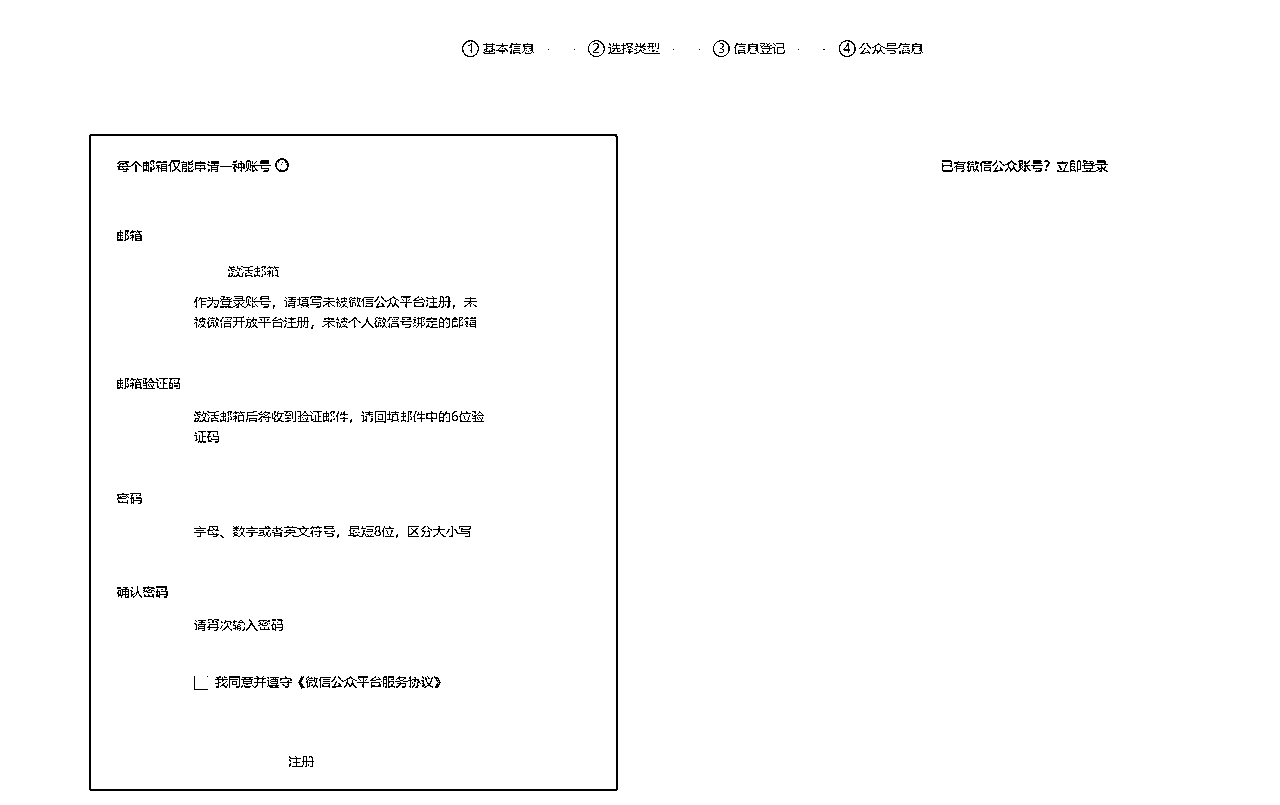 ① 基本信息 ② 选择类型 ③ 信息登记 ④ 公众号信息
每个邮箱仅能申请一种账号
已有微信公众账号？立即登录
邮箱
激活邮箱
作为登录账号，请填写未被微信公众平台注册，未
被微信开放平台注册，未被个人微信号绑定的邮箱
邮箱验证码
激活邮箱后将收到验证邮件，请回填邮件中的6位验
证码
密码
字母、数字或者英文符号，最短8位，区分大小写
确认密码
请再次输入密码
我同意并遵守《微信公众平台服务协议》
注册